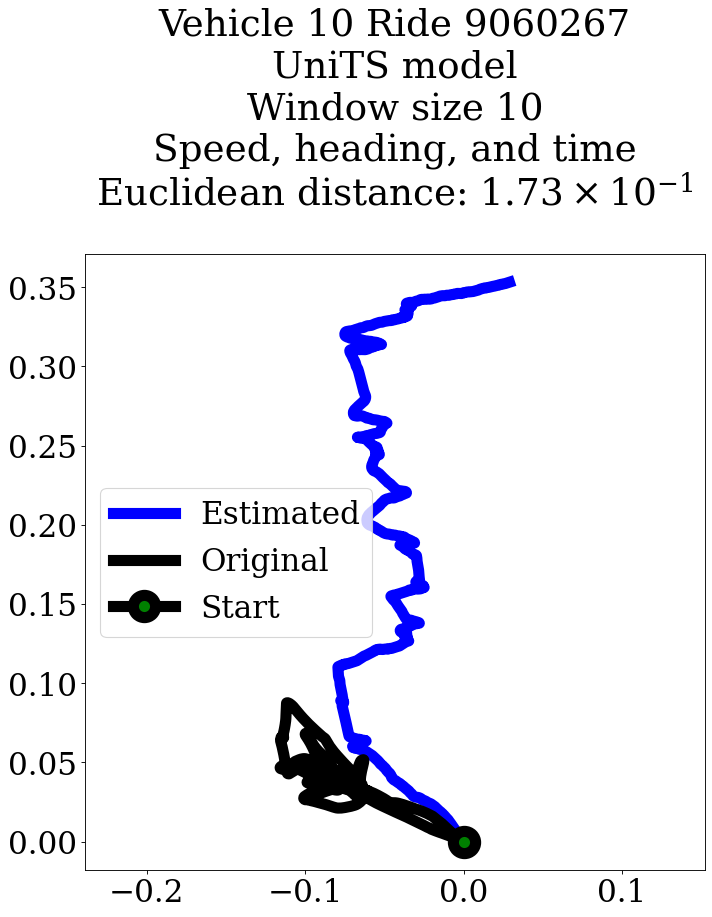 Vehicle 10 Ride 9060267
UniTS model
Window size 10
Speed, heading, and time
Euclidean distance: 1.73 × 10⁻¹
0.35
0.30
0.25
0.20
0.15
0.10
0.05
0.00
Estimated
Original
Start
−0.2
−0.1
0.0
0.1